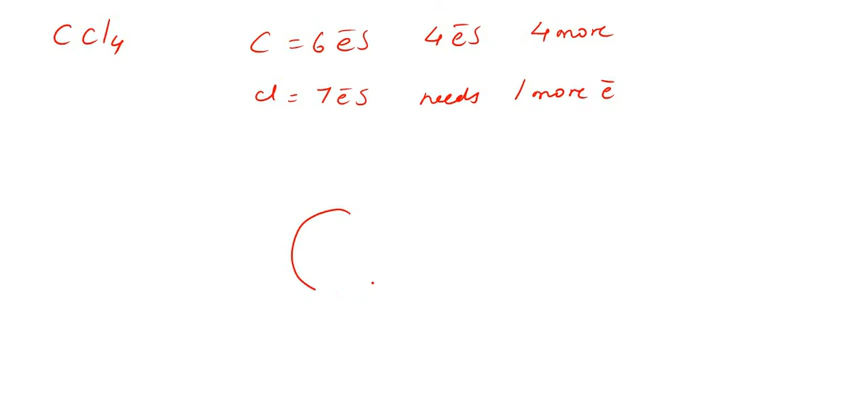 CCl4 C = 6 ēs 4 ēs 4 more
Cl = 7 ēs needs 1 more ē
C